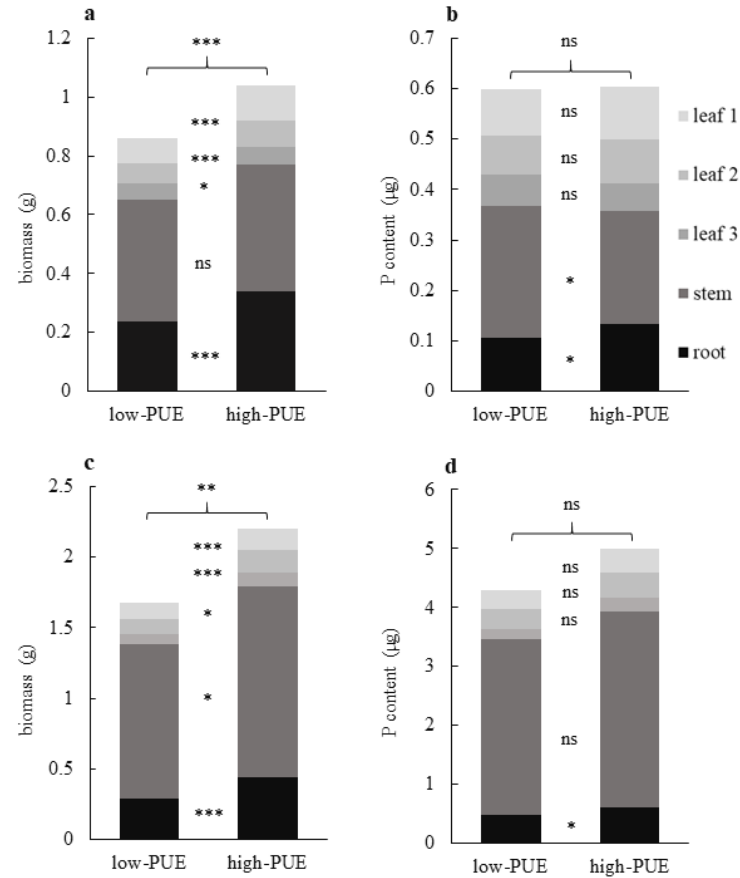 a
biomass (g)
1.2
1
0.8
0.6
0.4
0.2
0
***
***
***
*
ns
***
low-PUE high-PUE
b
P content (μg)
0.7
0.6
0.5
0.4
0.3
0.2
0.1
0
ns
ns
ns
ns
*
*
low-PUE high-PUE
leaf 1
leaf 2
leaf 3
stem
root
c
biomass (g)
2.5
2
1.5
1
0.5
0
**
***
***
*
*
***
low-PUE high-PUE
d
P content (μg)
6
5
4
3
2
1
0
ns
ns
ns
ns
ns
*
low-PUE high-PUE